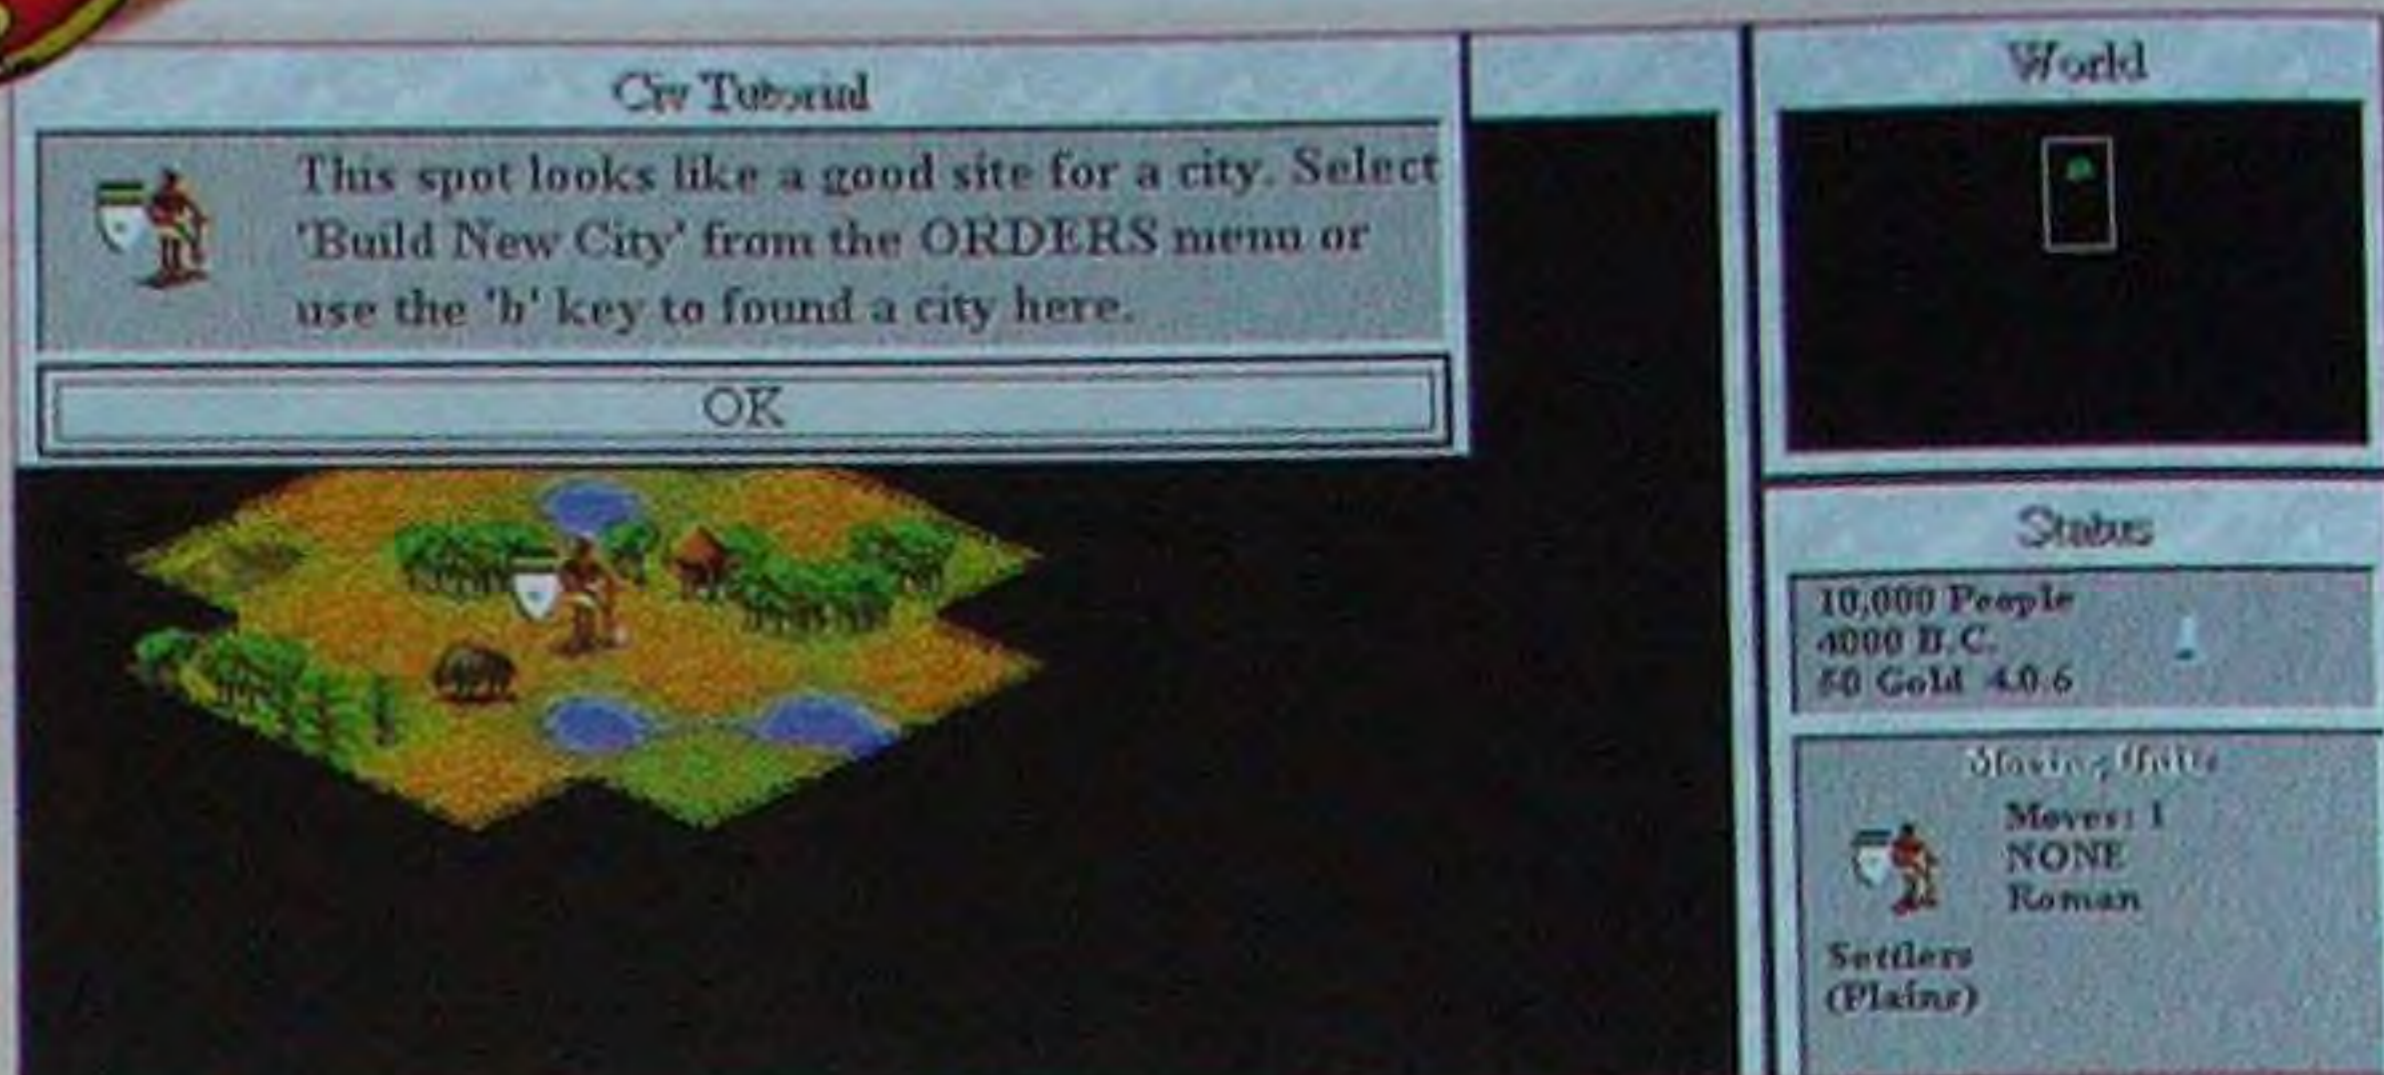 Civ Tutorial
This spot looks like a good site for a city. Select
'Build New City' from the ORDERS menu or
use the 'b' key to found a city here.
OK
World
Status
10,000 People
4000 B.C.
50 Gold 4.0.6
Moving Units
Moves: 1
NONE
Roman
Settlers
(Plains)